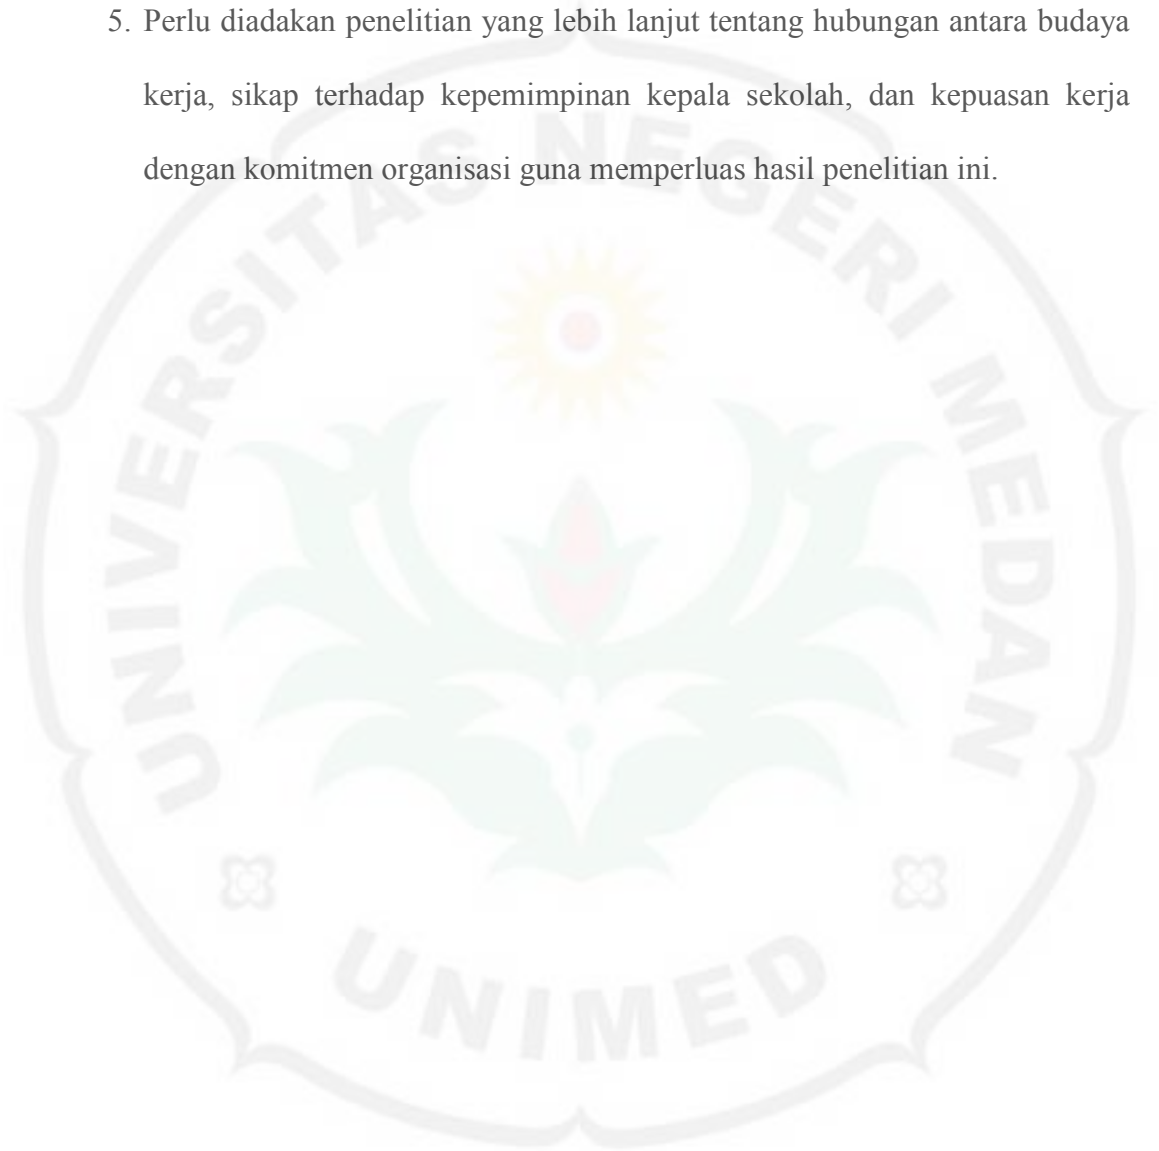 5. Perlu diadakan penelitian yang lebih lanjut tentang hubungan antara budaya
kerja, sikap terhadap kepemimpinan kepala sekolah, dan kepuasan kerja
dengan komitmen organisasi guna memperluas hasil penelitian ini.
UNIVERSITAS NEGERI MEDAN
UNIMED